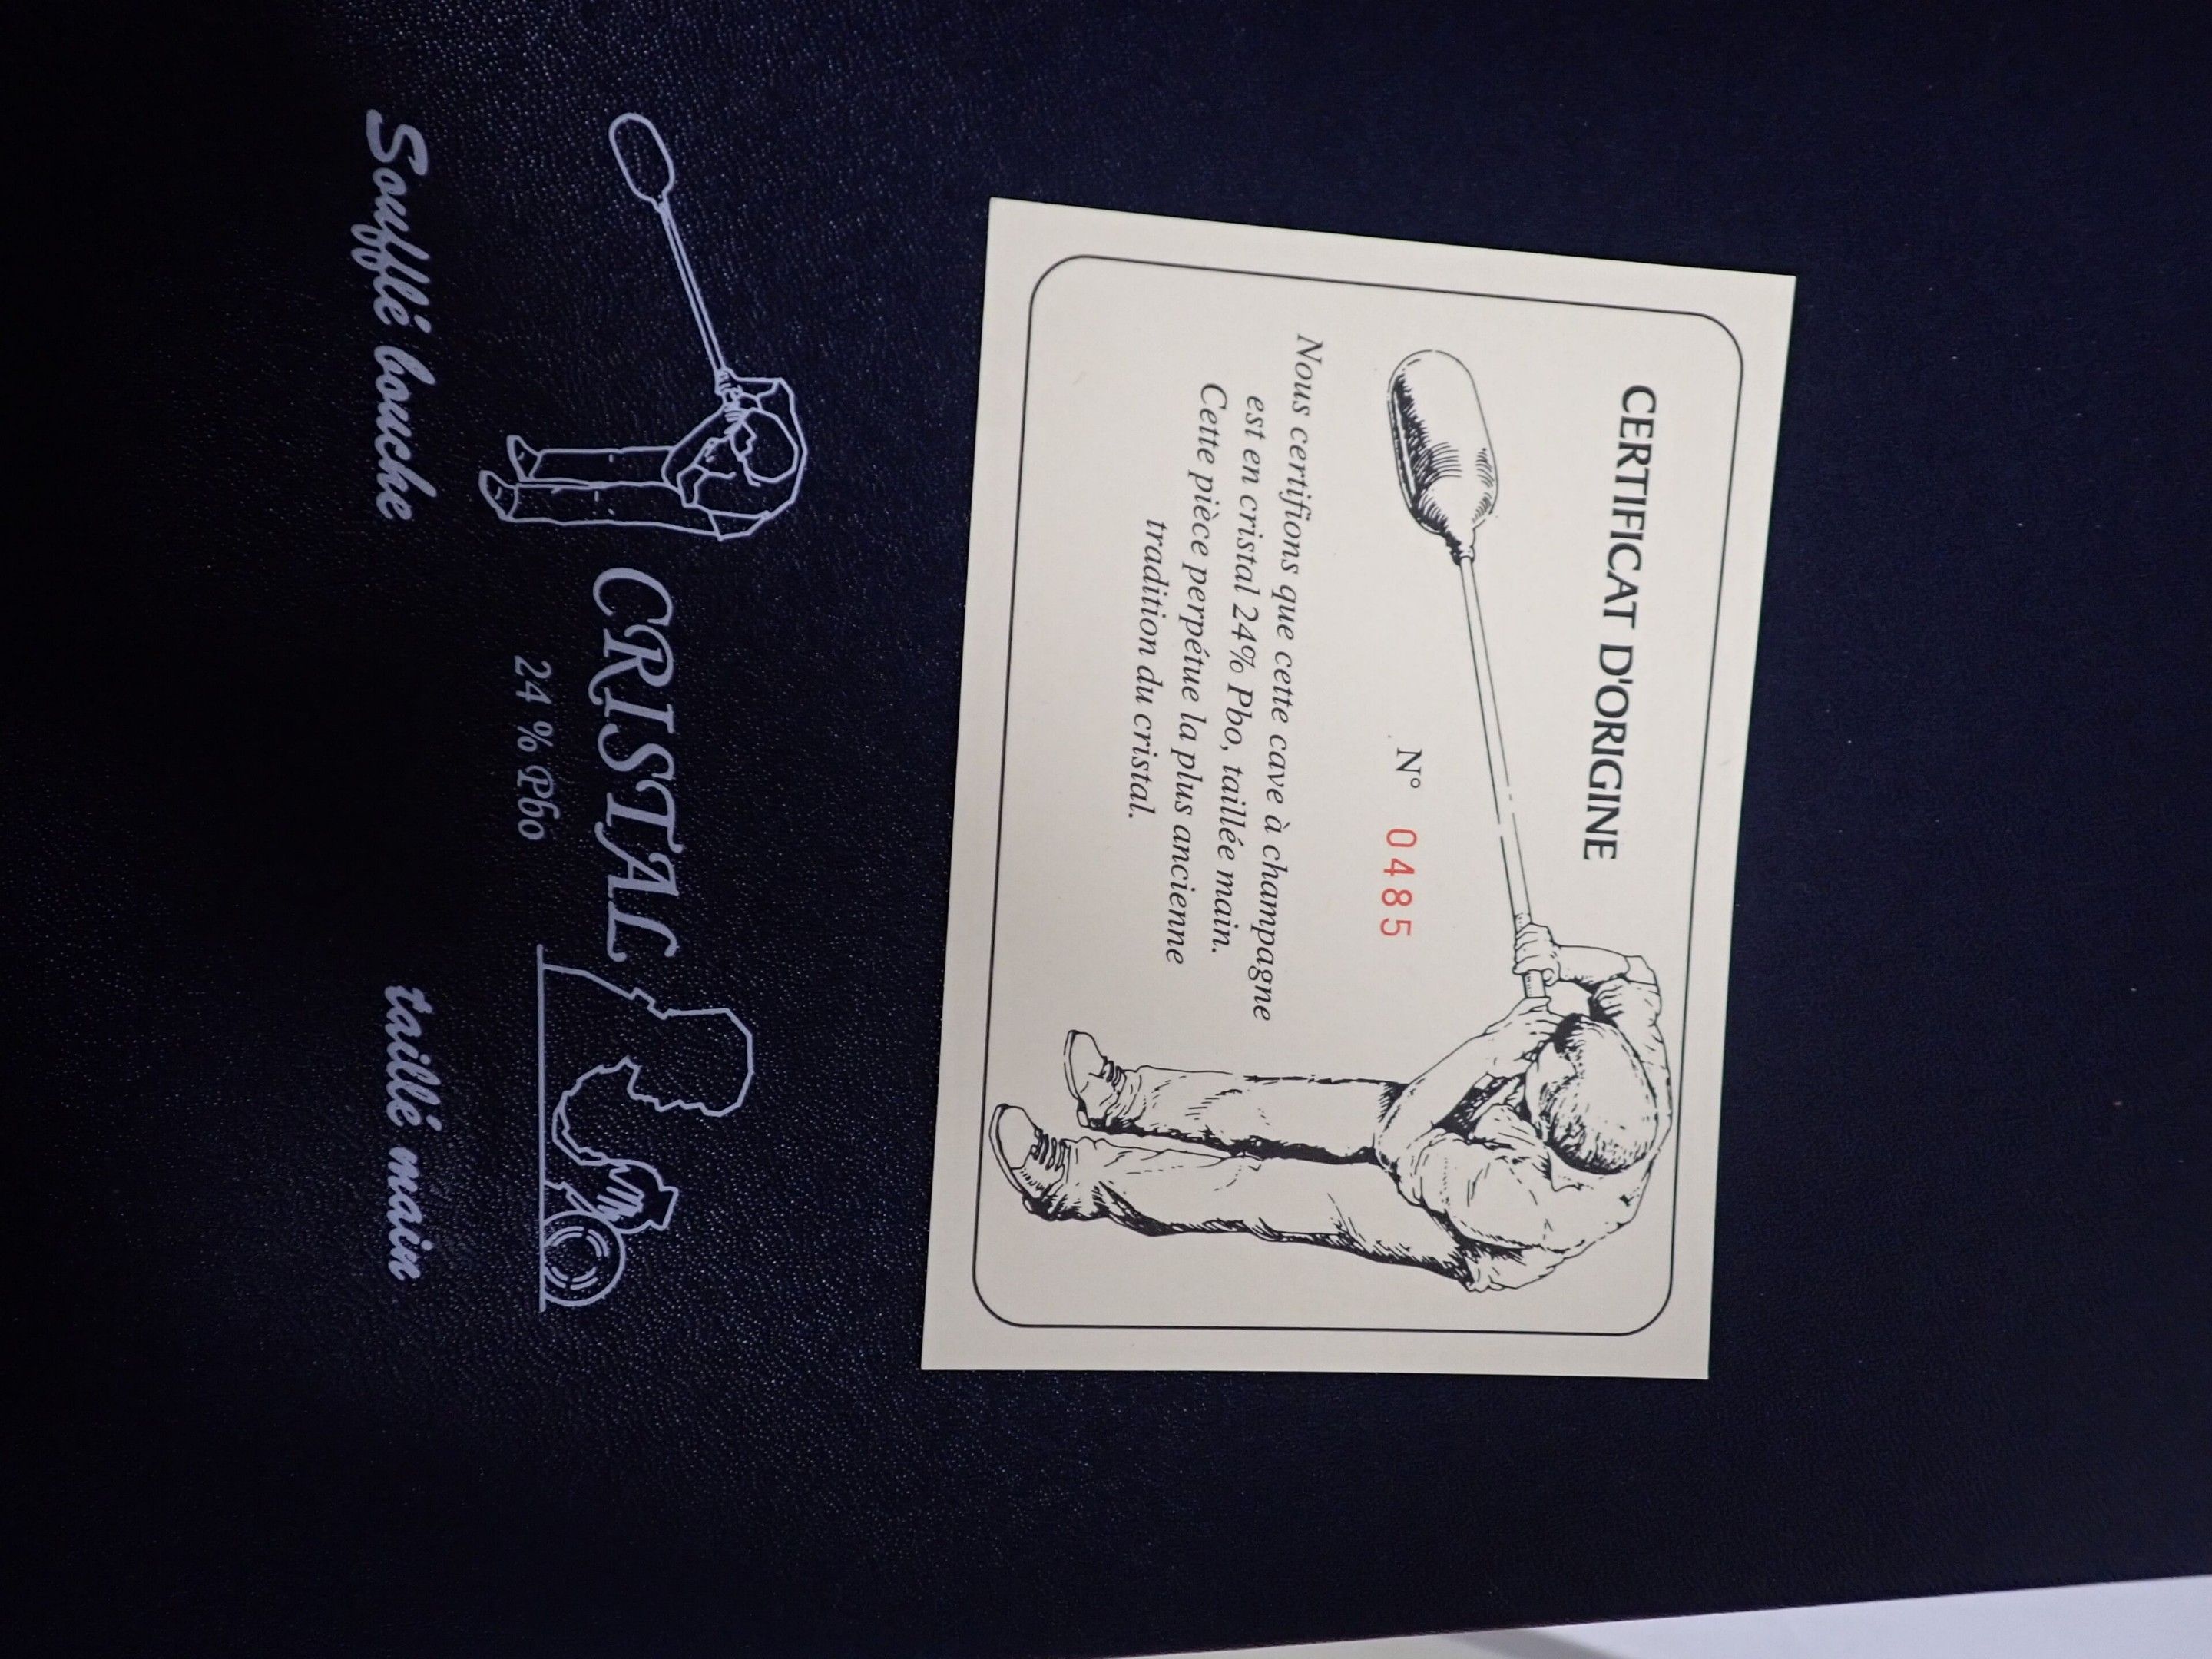 CERTIFICAT D'ORIGINE
N° 0485
Nous certifions que cette cave à champagne
est en cristal 24% Pbo, taillée main.
Cette pièce perpétue la plus ancienne
tradition du cristal.
CRISTAL
24 % Pbo
Soufflé bouche
taillé main